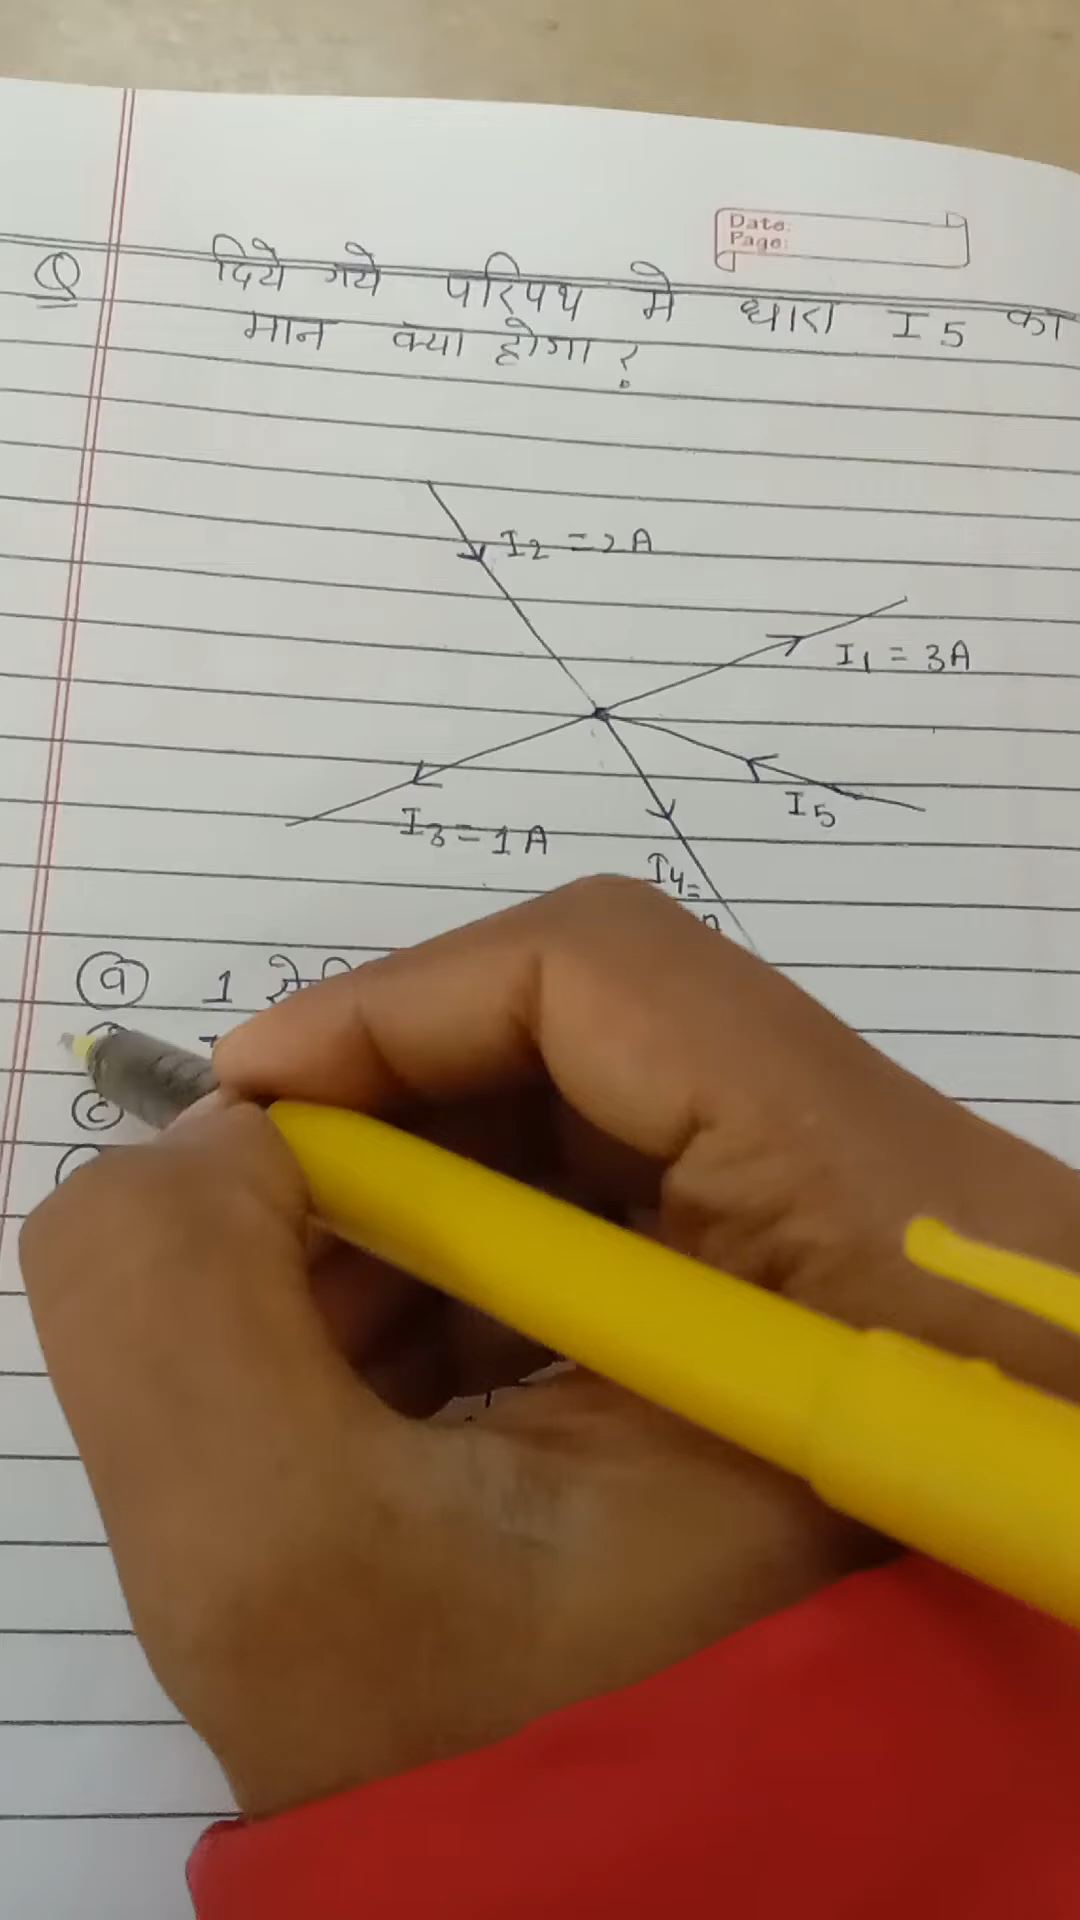 Date:
Page:
Q दिये गये परिपथ मे धारा I5 का
मान क्या होगा ?
I2 = 2A
I1 = 3A
I5
I3 = 1A
I4 =
(a) 1
(c)